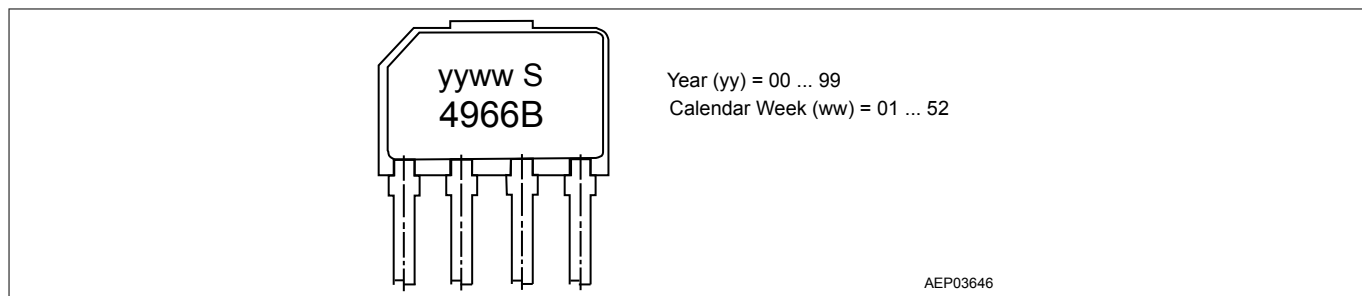 yyww S
4966B
Year (yy) = 00 ... 99
Calendar Week (ww) = 01 ... 52
AEP03646